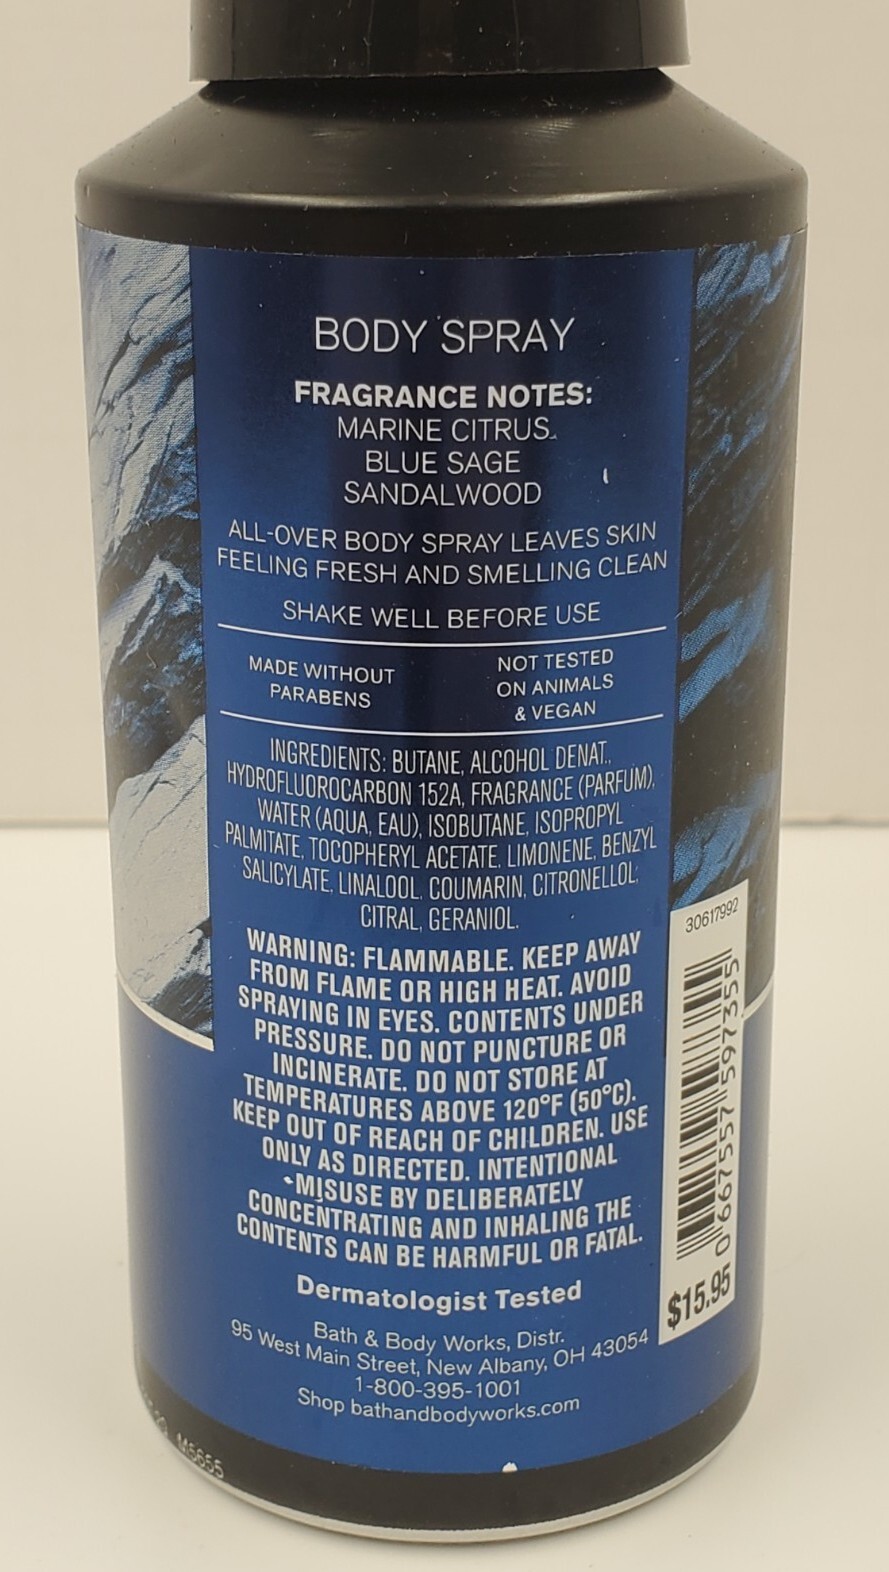 BODY SPRAY
FRAGRANCE NOTES:
MARINE CITRUS
BLUE SAGE
SANDALWOOD
ALL-OVER BODY SPRAY LEAVES SKIN
FEELING FRESH AND SMELLING CLEAN
SHAKE WELL BEFORE USE
MADE WITHOUT
PARABENS
NOT TESTED
ON ANIMALS
& VEGAN
INGREDIENTS: BUTANE, ALCOHOL DENAT.,
HYDROFLUOROCARBON 152A, FRAGRANCE (PARFUM),
WATER (AQUA, EAU), ISOBUTANE, ISOPROPYL
PALMITATE, TOCOPHERYL ACETATE, LIMONENE, BENZYL
SALICYLATE, LINALOOL, COUMARIN, CITRONELLOL,
CITRAL, GERANIOL.
WARNING: FLAMMABLE. KEEP AWAY
FROM FLAME OR HIGH HEAT. AVOID
SPRAYING IN EYES. CONTENTS UNDER
PRESSURE. DO NOT PUNCTURE OR
INCINERATE. DO NOT STORE AT
TEMPERATURES ABOVE 120°F (50°C).
KEEP OUT OF REACH OF CHILDREN. USE
ONLY AS DIRECTED. INTENTIONAL
MISUSE BY DELIBERATELY
CONCENTRATING AND INHALING THE
CONTENTS CAN BE HARMFUL OR FATAL.
Dermatologist Tested
Bath & Body Works, Distr.
95 West Main Street, New Albany, OH 43054
1-800-395-1001
Shop bathandbodyworks.com
30617992
0 667557 597355
$15.95
M5655